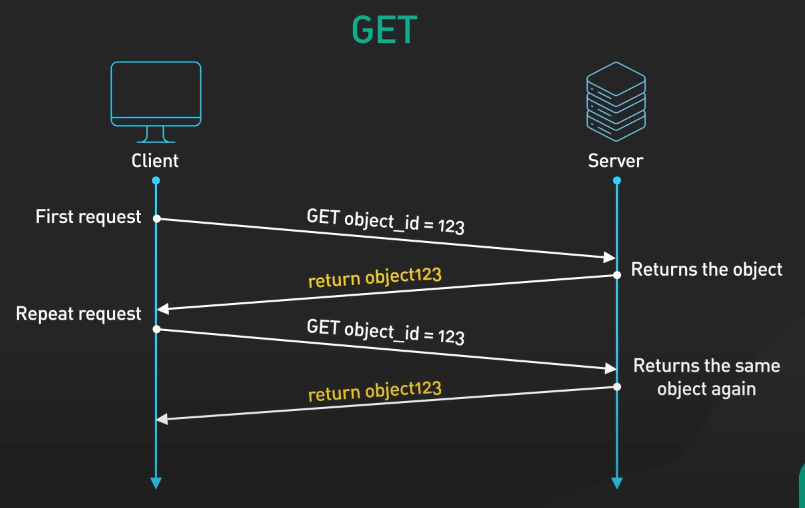 GET
Client
Server
First request
GET object_id = 123
Returns the object
return object123
Repeat request
GET object_id = 123
Returns the same
object again
return object123